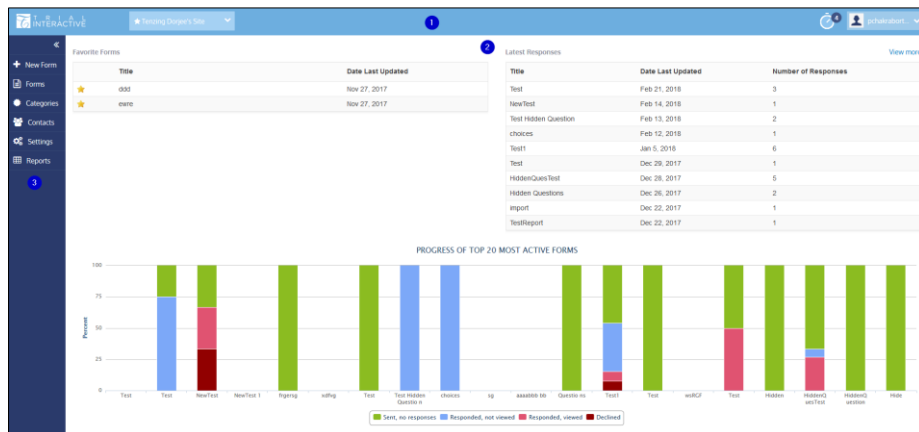 TRIAL
INTERACTIVE
Testing Doijee's Site
1
4
pchakrabort...
Favorite Forms
2
Latest Responses
View more
New Form
Forms
Categories
Contacts
Settings
Reports
3
Title Date Last Updated
ddd Nov 27, 2017
ewre Nov 27, 2017
Title Date Last Updated Number of Responses
Test Feb 21, 2018 3
NewTest Feb 14, 2018 1
Test Hidden Question Feb 13, 2018 2
choices Feb 12, 2018 1
Test1 Jan 5, 2018 6
Test Dec 29, 2017 1
HiddenQuesTest Dec 28, 2017 5
Hidden Questions Dec 26, 2017 2
import Dec 22, 2017 1
TestReport Dec 22, 2017 1
PROGRESS OF TOP 20 MOST ACTIVE FORMS
Percent
100
75
50
25
0
Test Test NewTest NewTest 1 frgersg sdfvg Test Test Hidden Questio n choices sg aaaabbb bb Questio ns Test1 Test wsRGF Test Hidden HiddenQ uesTest HiddenQ uestion Hide
Sent, no responses Responded, not viewed Responded, viewed Declined